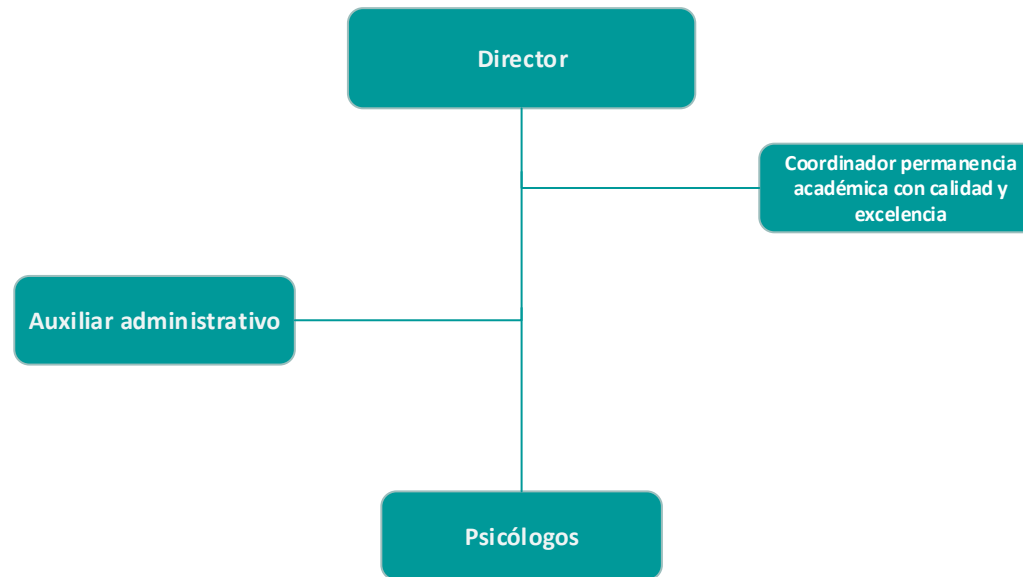 Director
Coordinador permanencia
académica con calidad y
excelencia
Auxiliar administrativo
Psicólogos